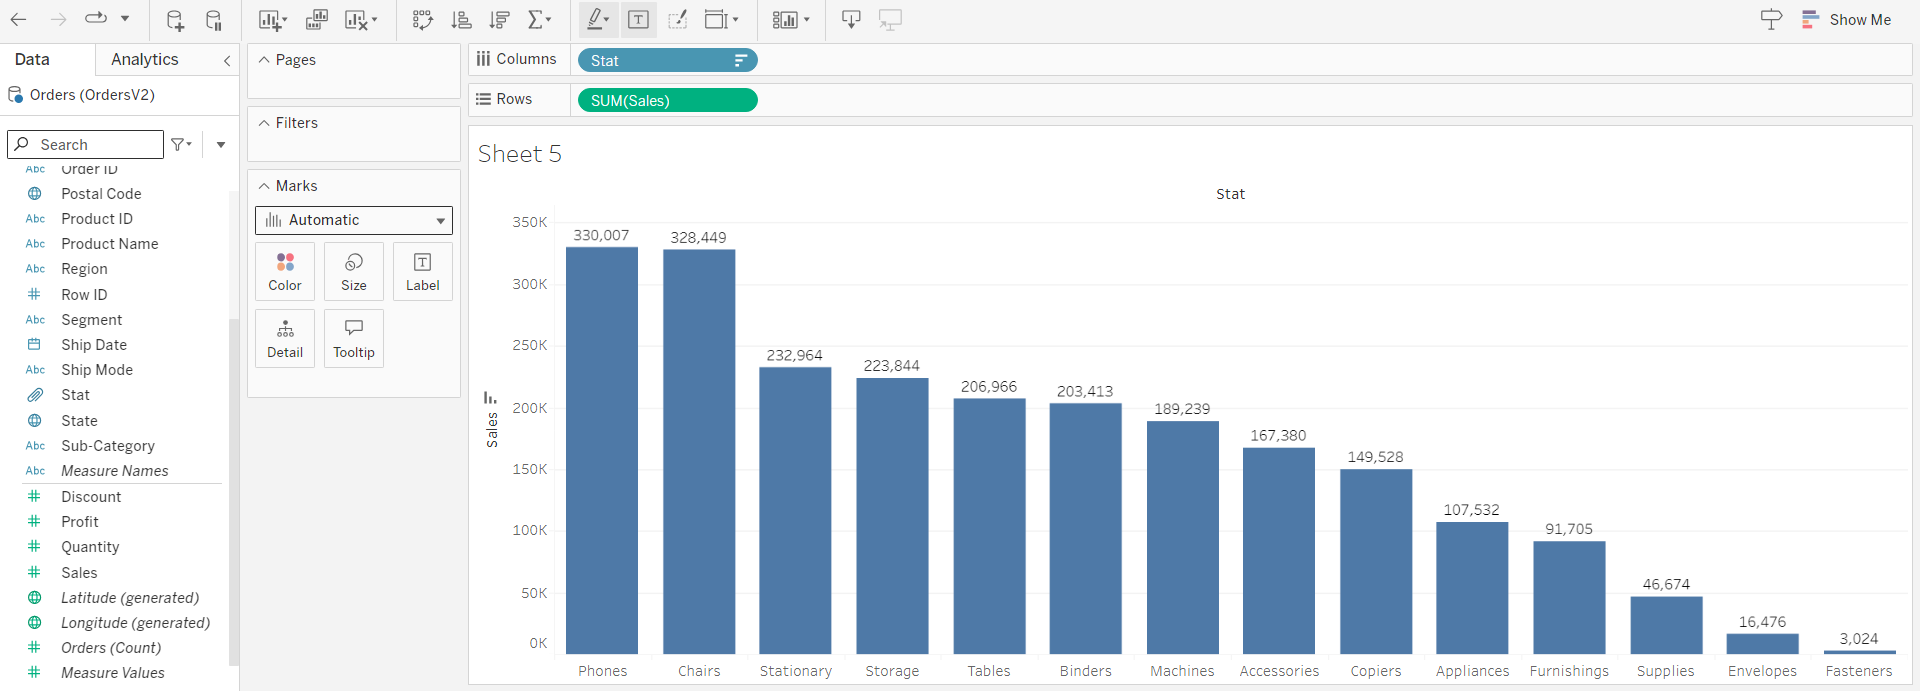 Show Me
Data
Analytics
Orders (OrdersV2)
Search
Abc Order ID
Postal Code
Abc Product ID
Abc Product Name
Abc Region
Row ID
Abc Segment
Ship Date
Abc Ship Mode
Stat
State
Abc Sub-Category
Abc Measure Names
Discount
Profit
Quantity
Sales
Latitude (generated)
Longitude (generated)
Orders (Count)
Measure Values
Pages
Filters
Marks
Automatic
Color Size Label
Detail Tooltip
Columns Stat
Rows SUM(Sales)
Sheet 5
Stat
350K
300K
250K
200K
150K
100K
50K
0K
Sales
330,007
328,449
232,964
223,844
206,966
203,413
189,239
167,380
149,528
107,532
91,705
46,674
16,476
3,024
Phones Chairs Stationary Storage Tables Binders Machines Accessories Copiers Appliances Furnishings Supplies Envelopes Fasteners